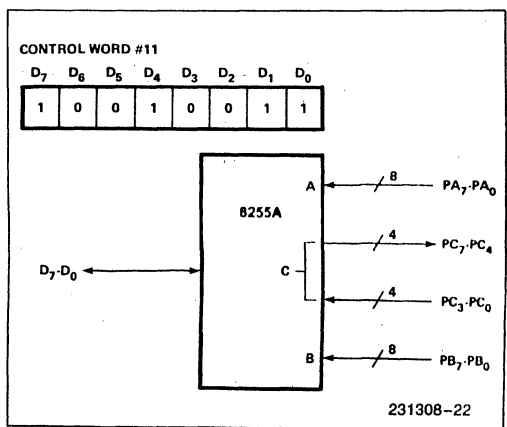 CONTROL WORD #11
D7 D6 D5 D4 D3 D2 D1 D0
1 0 0 1 0 0 1 1
8255A
A
8
PA7-PA0
4
PC7-PC4
D7-D0
C
4
PC3-PC0
B
8
PB7-PB0
231308-22